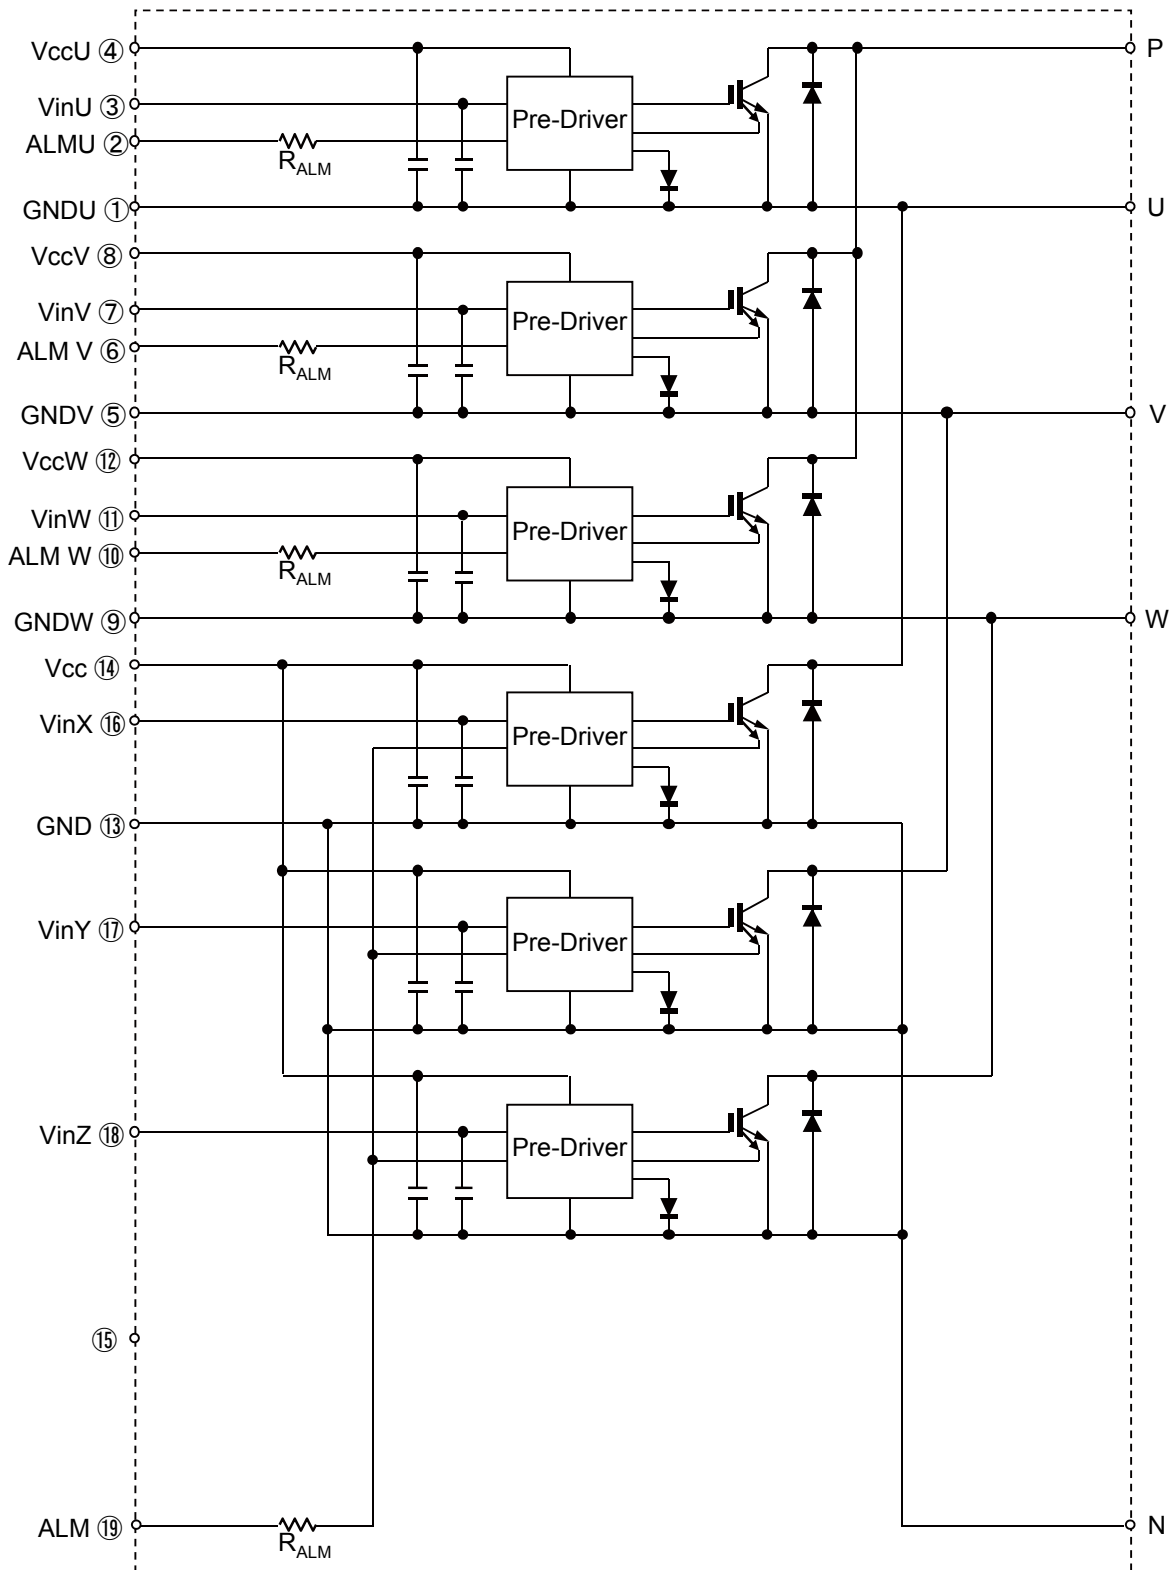 VccU ④
P
VinU ③
Pre-Driver
ALMU ②
RALM
GNDU ①
U
VccV ⑧
VinV ⑦
Pre-Driver
ALM V ⑥
RALM
GNDV ⑤
V
VccW ⑫
VinW ⑪
Pre-Driver
ALM W ⑩
RALM
GNDW ⑨
W
Vcc ⑭
VinX ⑯
Pre-Driver
GND ⑬
VinY ⑰
Pre-Driver
VinZ ⑱
Pre-Driver
⑮
ALM ⑲
RALM
N